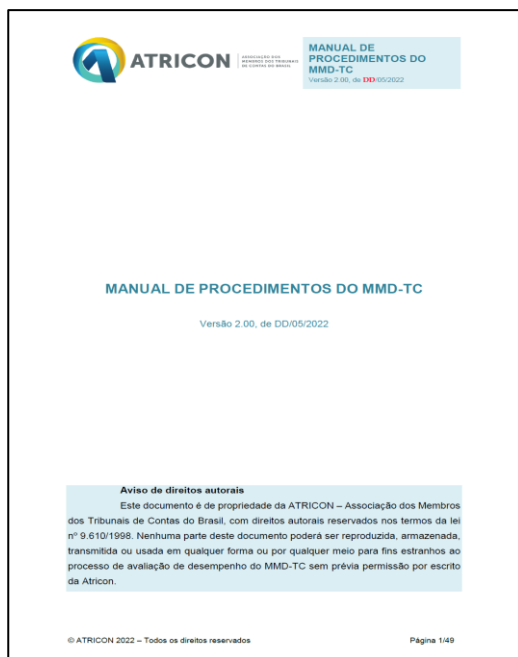 ATRICON
ASSOCIAÇÃO DOS
MEMBROS DOS TRIBUNAIS
DE CONTAS DO BRASIL
MANUAL DE
PROCEDIMENTOS DO
MMD-TC
Versão 2.00, de DD/05/2022
MANUAL DE PROCEDIMENTOS DO MMD-TC
Versão 2.00, de DD/05/2022
Aviso de direitos autorais
Este documento é de propriedade da ATRICON – Associação dos Membros
dos Tribunais de Contas do Brasil, com direitos autorais reservados nos termos da lei
nº 9.610/1998. Nenhuma parte deste documento poderá ser reproduzida, armazenada,
transmitida ou usada em qualquer forma ou por qualquer meio para fins estranhos ao
processo de avaliação de desempenho do MMD-TC sem prévia permissão por escrito
da Atricon.
© ATRICON 2022 – Todos os direitos reservados
Página 1/49